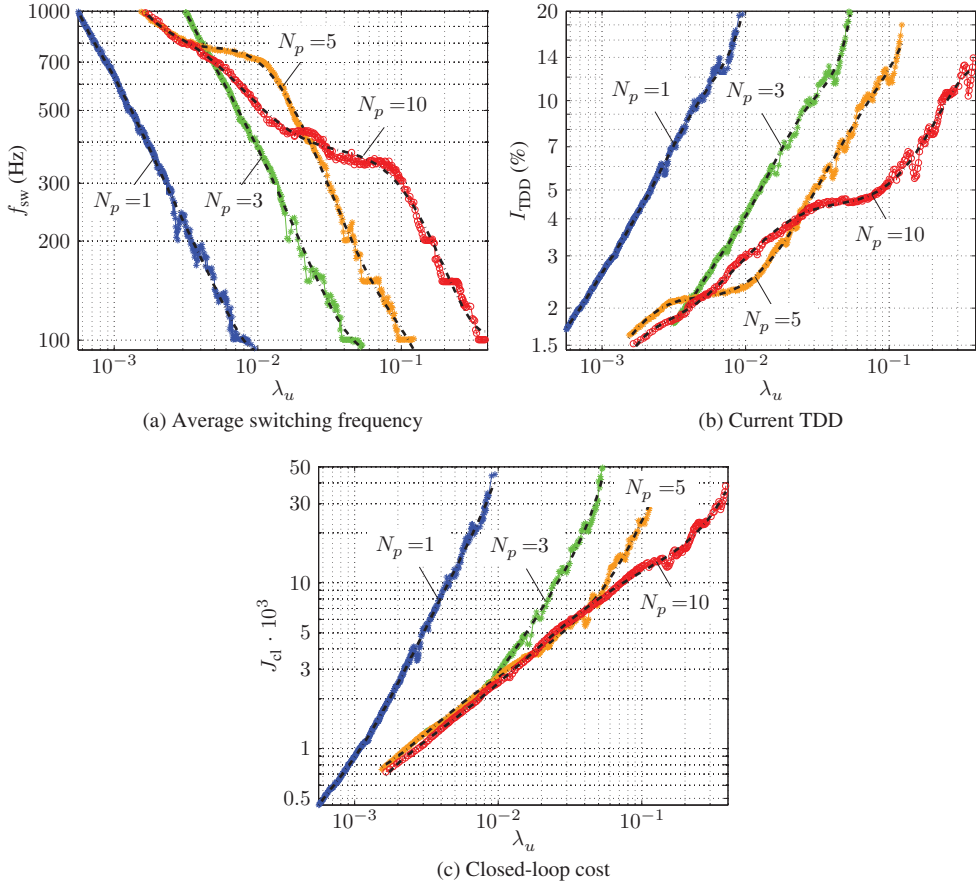 1000
700
500
300
200
100
f_sw (Hz)
N_p = 1
N_p = 3
N_p = 5
N_p = 10
10^−3
10^−2
10^−1
λ_u
(a) Average switching frequency
20
14
10
7
5
4
3
2
1.5
I_TDD (%)
N_p = 1
N_p = 3
N_p = 10
N_p = 5
10^−3
10^−2
10^−1
λ_u
(b) Current TDD
50
30
10
5
3
1
0.5
J_cl · 10^3
N_p = 1
N_p = 3
N_p = 5
N_p = 10
10^−3
10^−2
10^−1
λ_u
(c) Closed-loop cost